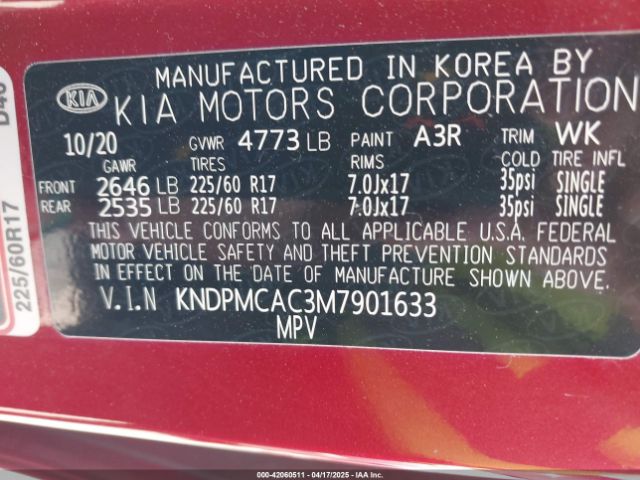 MANUFACTURED IN KOREA BY
KIA
KIA MOTORS CORPORATION
10/20 GVWR 4773 LB PAINT A3R TRIM WK
GAWR TIRES RIMS COLD TIRE INFL
FRONT 2646 LB 225/60 R17 7.0Jx17 35psi SINGLE
REAR 2535 LB 225/60 R17 7.0Jx17 35psi SINGLE
THIS VEHICLE CONFORMS TO ALL APPLICABLE U.S.A. FEDERAL
MOTOR VEHICLE SAFETY AND THEFT PREVENTION STANDARDS
IN EFFECT ON THE DATE OF MANUFACTURE SHOWN ABOVE.
V.I.N KNDPMCAC3M7901633
MPV
225/60R17
000-42060511 - 04/17/2025 - IAAI.COM